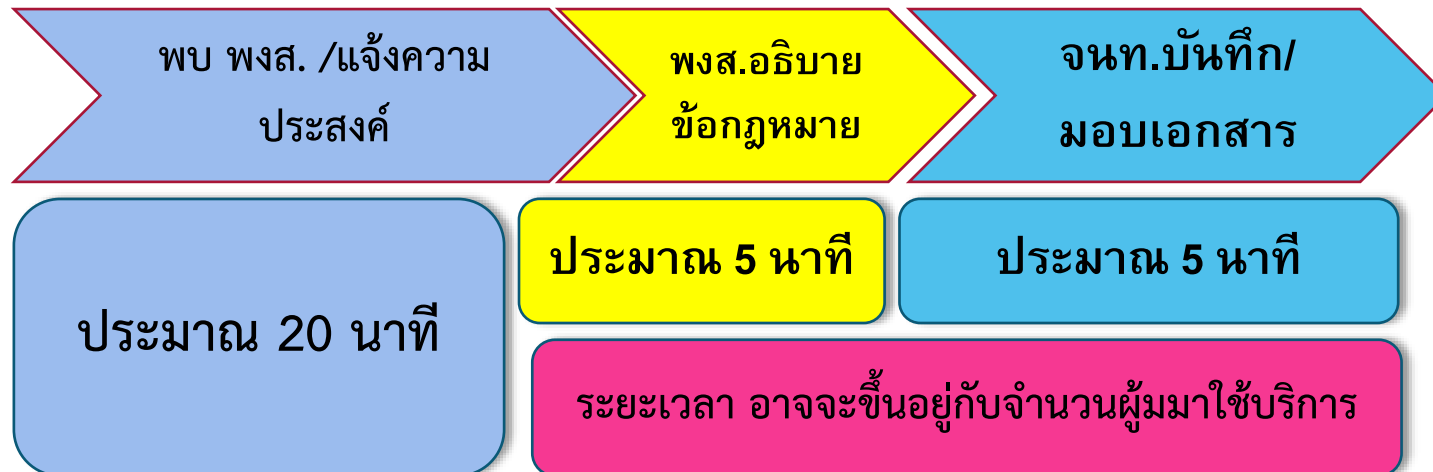 พบ พงส. /แจ้งความ
ประสงค์
พงส.อธิบาย
ข้อกฎหมาย
จนท.บันทึก/
มอบเอกสาร
ประมาณ 20 นาที
ประมาณ 5 นาที
ประมาณ 5 นาที
ระยะเวลา อาจจะขึ้นอยู่กับจำนวนผู้มมาใช้บริการ